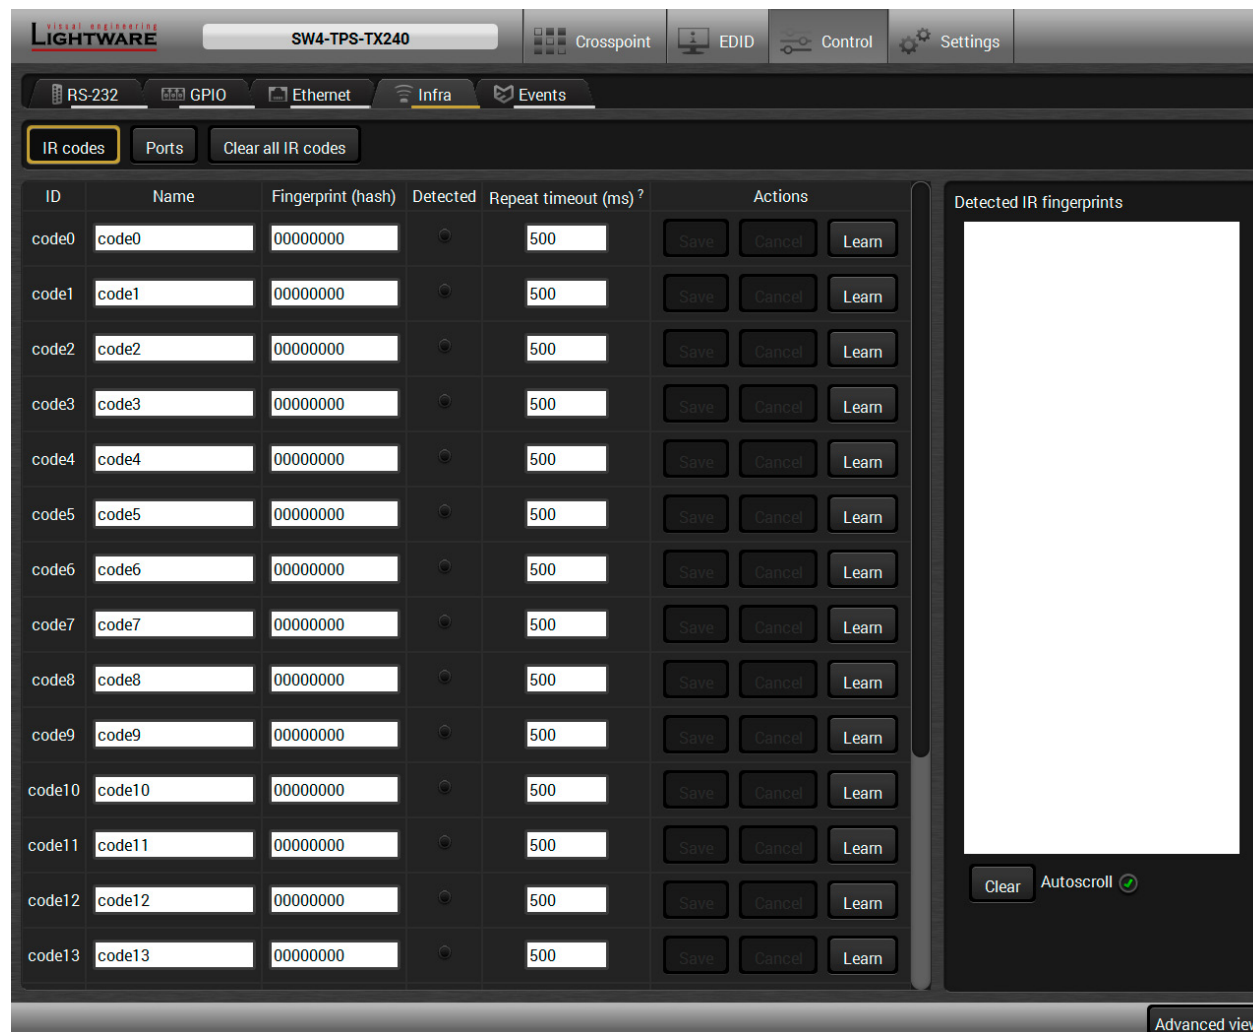 visual engineering
LIGHTWARE
SW4-TPS-TX240
Crosspoint
EDID
Control
Settings
RS-232
GPIO
Ethernet
Infra
Events
IR codes
Ports
Clear all IR codes
ID Name Fingerprint (hash) Detected Repeat timeout (ms) ? Actions
code0 code0 00000000 500 Save Cancel Learn
code1 code1 00000000 500 Save Cancel Learn
code2 code2 00000000 500 Save Cancel Learn
code3 code3 00000000 500 Save Cancel Learn
code4 code4 00000000 500 Save Cancel Learn
code5 code5 00000000 500 Save Cancel Learn
code6 code6 00000000 500 Save Cancel Learn
code7 code7 00000000 500 Save Cancel Learn
code8 code8 00000000 500 Save Cancel Learn
code9 code9 00000000 500 Save Cancel Learn
code10 code10 00000000 500 Save Cancel Learn
code11 code11 00000000 500 Save Cancel Learn
code12 code12 00000000 500 Save Cancel Learn
code13 code13 00000000 500 Save Cancel Learn
Detected IR fingerprints
Clear Autoscroll
Advanced view